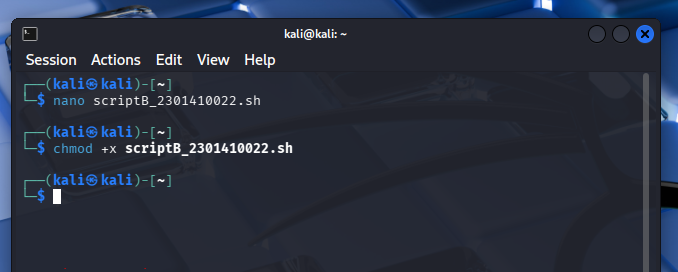 kali@kali: ~
Session Actions Edit View Help
┌──(kali㉿kali)-[~]
└─$ nano scriptB_2301410022.sh
┌──(kali㉿kali)-[~]
└─$ chmod +x scriptB_2301410022.sh
┌──(kali㉿kali)-[~]
└─$